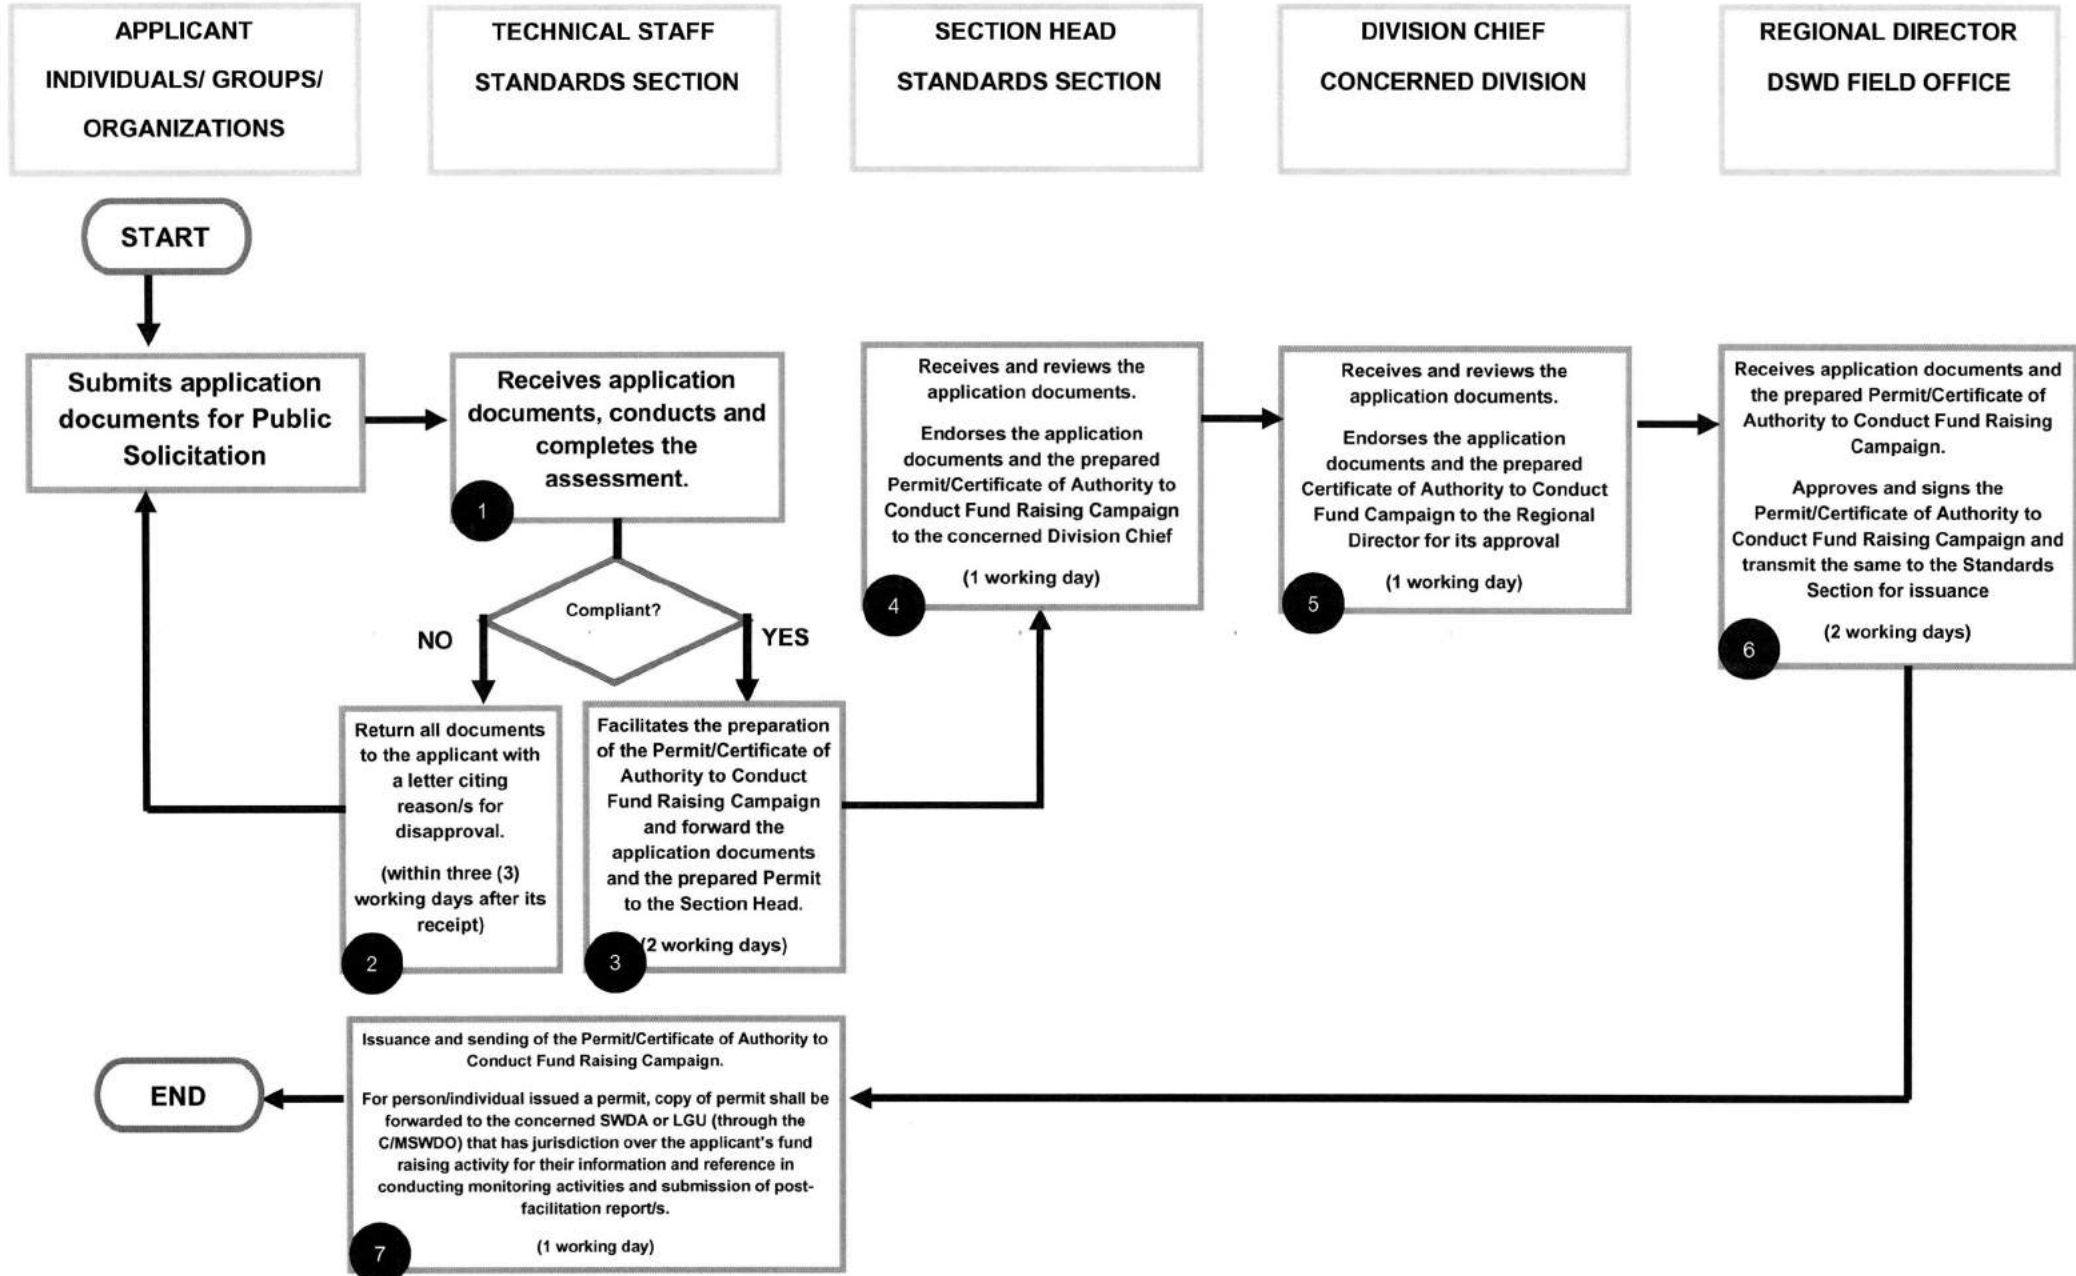 APPLICANT
INDIVIDUALS/ GROUPS/
ORGANIZATIONS
TECHNICAL STAFF
STANDARDS SECTION
SECTION HEAD
STANDARDS SECTION
DIVISION CHIEF
CONCERNED DIVISION
REGIONAL DIRECTOR
DSWD FIELD OFFICE
START
Submits application
documents for Public
Solicitation
Receives application
documents, conducts and
completes the
assessment.
1
Compliant?
NO
YES
Return all documents
to the applicant with
a letter citing
reason/s for
disapproval.
(within three (3)
working days after its
receipt)
2
Facilitates the preparation
of the Permit/Certificate of
Authority to Conduct
Fund Raising Campaign
and forward the
application documents
and the prepared Permit
to the Section Head.
(2 working days)
3
Receives and reviews the
application documents.
Endorses the application
documents and the prepared
Permit/Certificate of Authority to
Conduct Fund Raising Campaign
to the concerned Division Chief
(1 working day)
4
Receives and reviews the
application documents.
Endorses the application
documents and the prepared
Certificate of Authority to Conduct
Fund Campaign to the Regional
Director for its approval
(1 working day)
5
Receives application documents and
the prepared Permit/Certificate of
Authority to Conduct Fund Raising
Campaign.
Approves and signs the
Permit/Certificate of Authority to
Conduct Fund Raising Campaign and
transmit the same to the Standards
Section for issuance
(2 working days)
6
Issuance and sending of the Permit/Certificate of Authority to
Conduct Fund Raising Campaign.
For person/individual issued a permit, copy of permit shall be
forwarded to the concerned SWDA or LGU (through the
C/MSWDO) that has jurisdiction over the applicant's fund
raising activity for their information and reference in
conducting monitoring activities and submission of post-
facilitation report/s.
(1 working day)
7
END